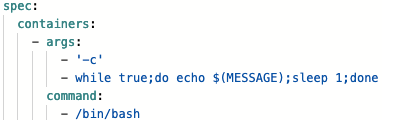 spec:
  containers:
    - args:
        - '-c'
        - while true;do echo $(MESSAGE);sleep 1;done
      command:
        - /bin/bash